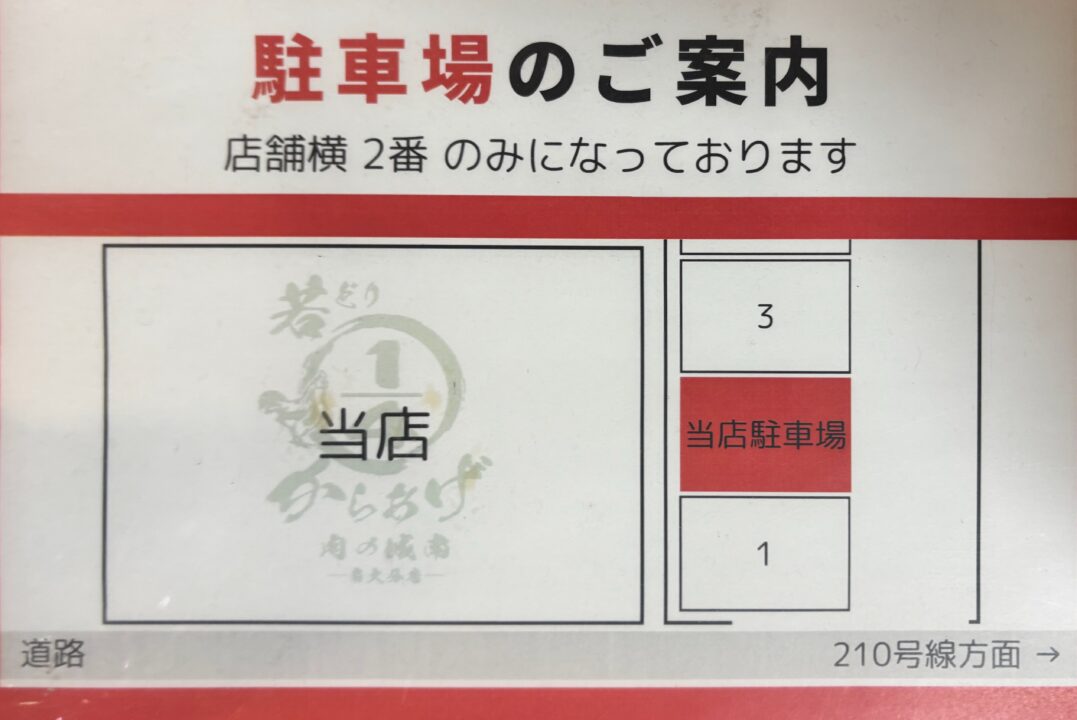 駐車場のご案内
店舗横 2番 のみになっております
若どり
1
当店
からあげ
肉の城南
3
当店駐車場
1
道路
210号線方面 →